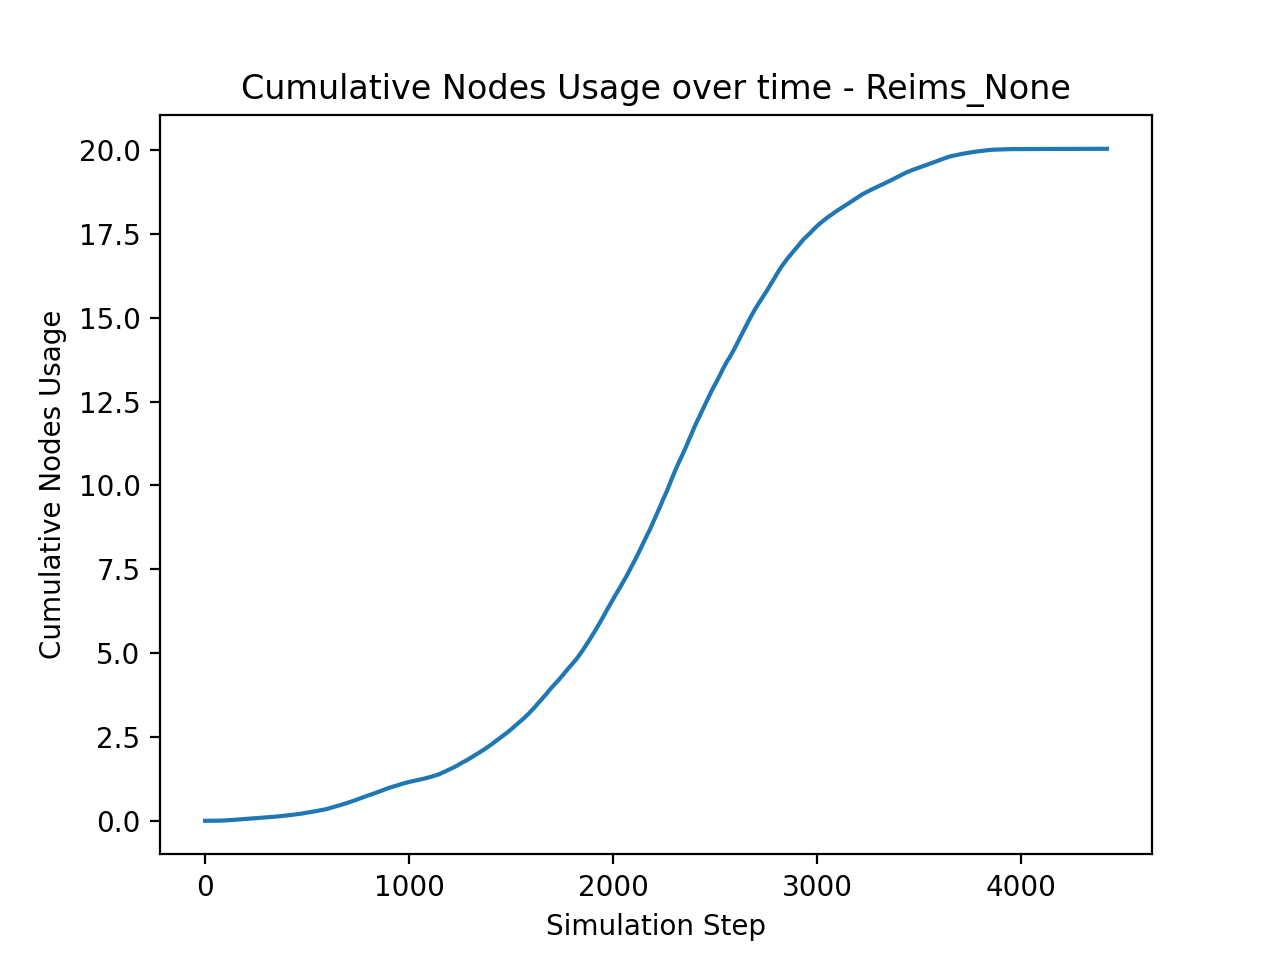 Cumulative Nodes Usage over time - Reims_None
Cumulative Nodes Usage
20.0
17.5
15.0
12.5
10.0
7.5
5.0
2.5
0.0
0 1000 2000 3000 4000
Simulation Step